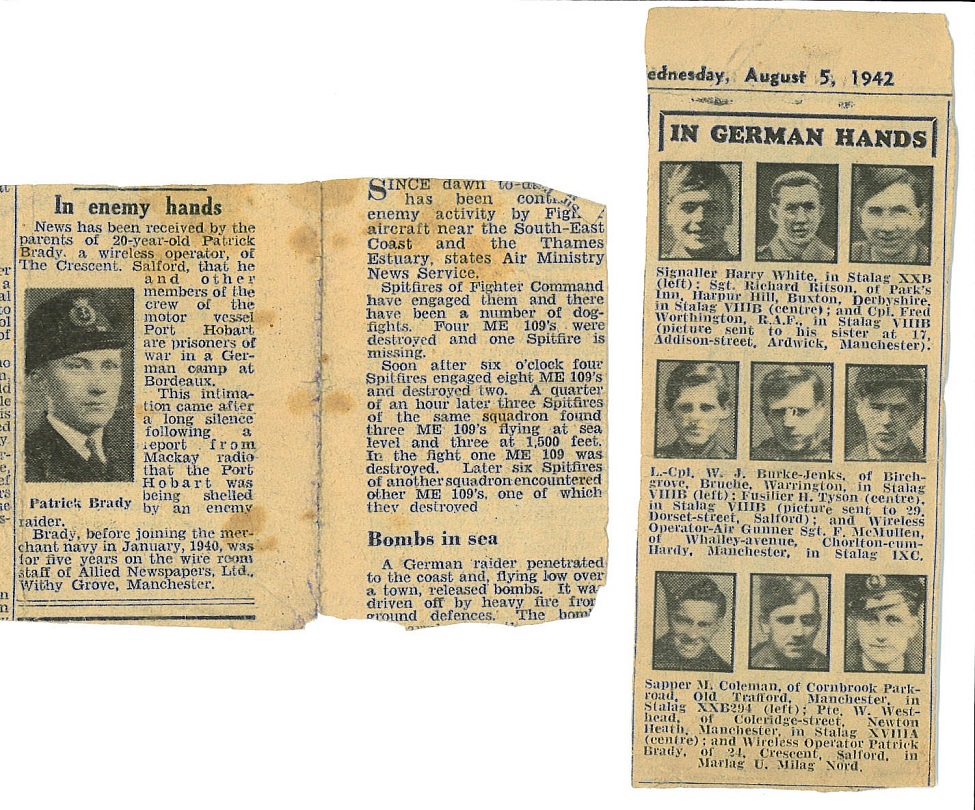 In enemy hands
News has been received by the
parents of 20-year-old Patrick
Brady, a wireless operator, of
The Crescent, Salford, that he
and other
members of the
crew of the
motor vessel
Port Hobart
are prisoners of
war in a Ger-
man camp at
Bordeaux.
This intima-
tion came after
a long silence
following a
report from
Mackay radio
that the Port
Hobart was
being shelled
by an enemy
raider.
Patrick Brady
Brady, before joining the mer-
chant navy in January, 1940, was
for five years on the wire room
staff of Allied Newspapers, Ltd.,
Withy Grove, Manchester.
SINCE dawn to-
has been
enemy activity by
aircraft near the South-East
Coast and the Thames
Estuary, states Air Ministry
News Service.
Spitfires of Fighter Command
have engaged them and there
have been a number of dog-
fights. Four ME 109's were
destroyed and one Spitfire is
missing.
Soon after six o'clock four
Spitfires engaged eight ME 109's
and destroyed two. A quarter
of an hour later three Spitfires
of the same squadron found
three ME 109's flying at sea
level and three at 1,500 feet.
In the fight one ME 109 was
destroyed. Later six Spitfires
of another squadron encountered
other ME 109's, one of which
they destroyed
Bombs in sea
A German raider penetrated
to the coast and, flying low over
a town, released bombs. It wa
driven off by heavy fire from
ground defences. The bomb
ednesday, August 5, 1942
IN GERMAN HANDS
Signaller Harry White, in Stalag XXB
(left); Sgt. Richard Ritson, of Park's
Inn, Harpur Hill, Buxton, Derbyshire,
in Stalag VIIIB (centre); and Cpl. Fred
Worthington, R.A.F., in Stalag VIIIB
(picture sent to his sister at 17,
Addison-street, Ardwick, Manchester).
L.-Cpl. W. J. Burke-Jenks, of Birch-
grove, Bruche, Warrington, in Stalag
VIIIB (left); Fusilier H. Tyson (centre),
in Stalag VIIIB (picture sent to 29,
Dorset-street, Salford); and Wireless
Operator-Air Gunner Sgt. F. McMullen,
of Whalley-avenue, Chorlton-cum-
Hardy, Manchester, in Stalag IXC.
Sapper M. Coleman, of Cornbrook Park-
road, Old Trafford, Manchester, in
Stalag XXB294 (left); Pte. W. West-
head, of Coleridge-street, Newton
Heath, Manchester, in Stalag XVIIIA
(centre); and Wireless Operator Patrick
Brady, of 24, Crescent, Salford, in
Marlag U. Milag Nord.